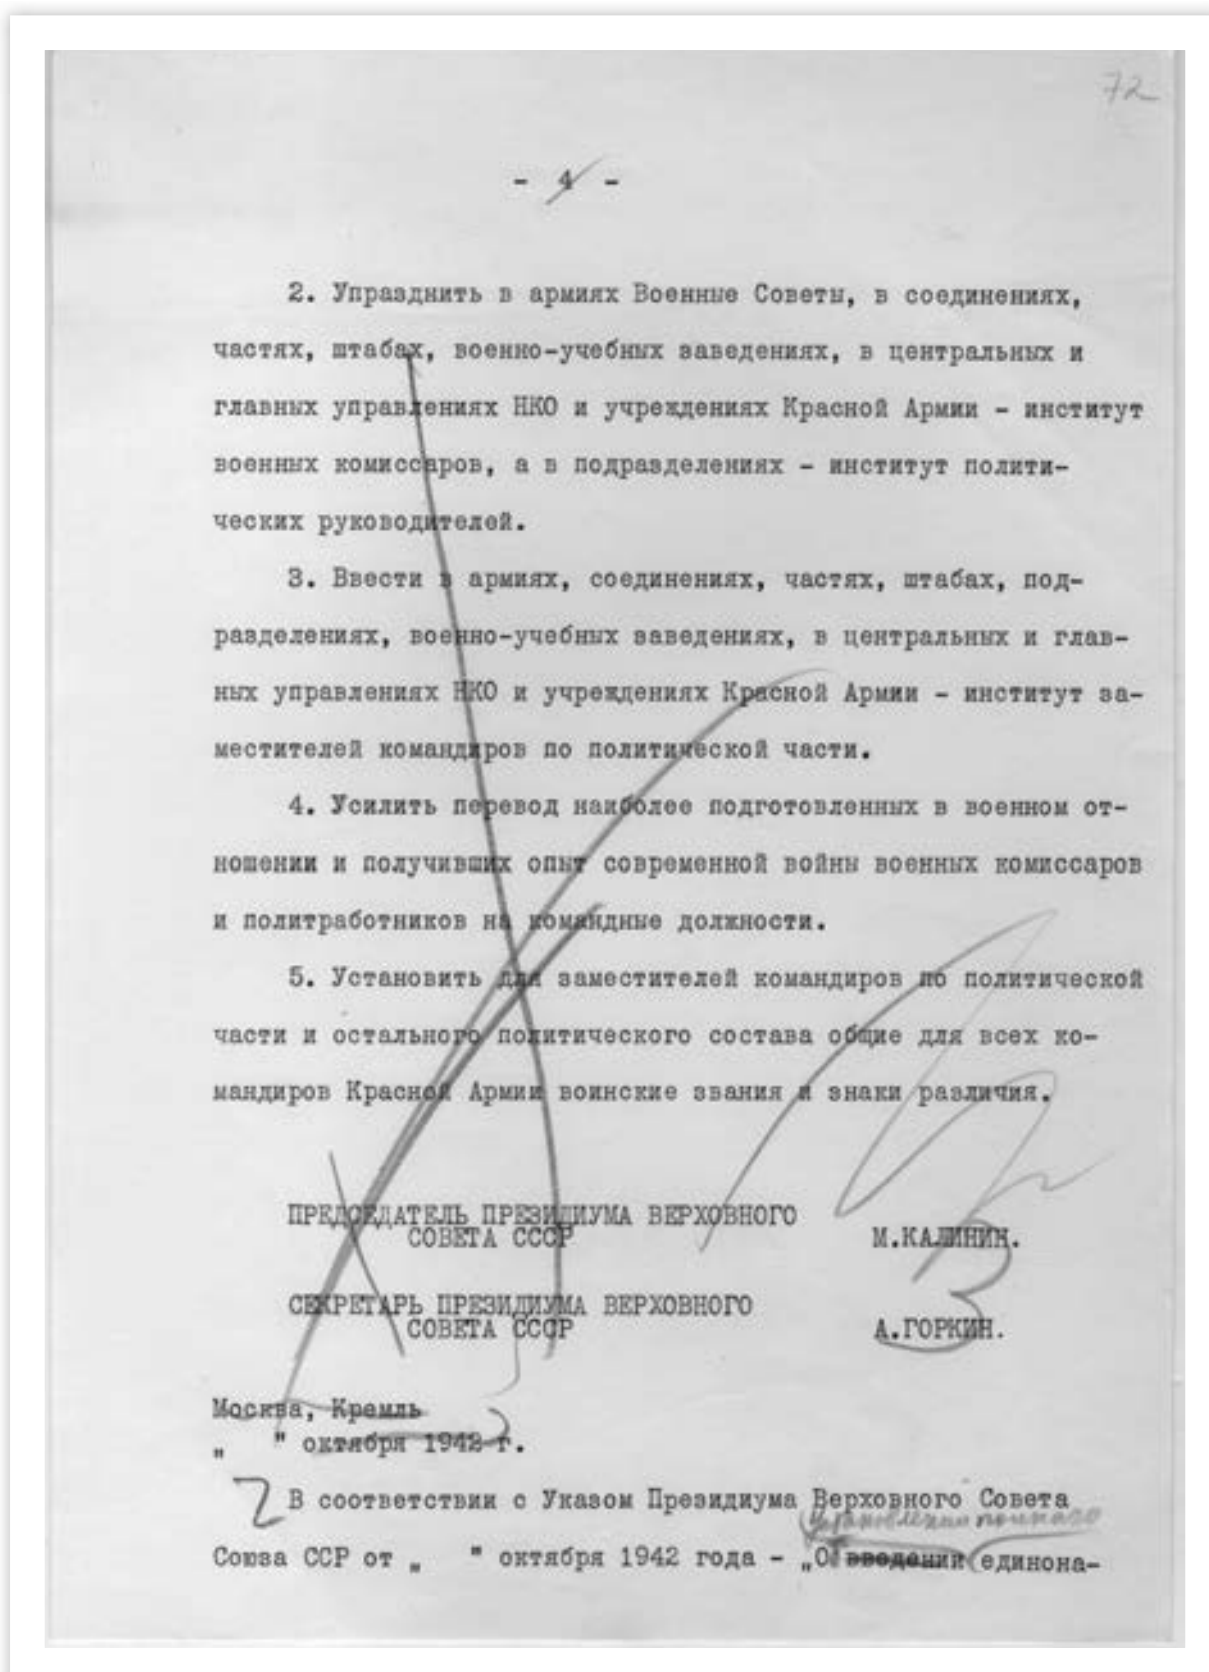 72
- 4 -
2. Упразднить в армиях Военные Советы, в соединениях,
частях, штабах, военно-учебных заведениях, в центральных и
главных управлениях НКО и учреждениях Красной Армии - институт
военных комиссаров, а в подразделениях - институт полити-
ческих руководителей.
3. Ввести в армиях, соединениях, частях, штабах, под-
разделениях, военно-учебных заведениях, в центральных и глав-
ных управлениях НКО и учреждениях Красной Армии - институт за-
местителей командиров по политической части.
4. Усилить перевод наиболее подготовленных в военном от-
ношении и получивших опыт современной войны военных комиссаров
и политработников на командные должности.
5. Установить для заместителей командиров по политической
части и остального политического состава общие для всех ко-
мандиров Красной Армии воинские звания и знаки различия.
ПРЕДСЕДАТЕЛЬ ПРЕЗИДИУМА ВЕРХОВНОГО
СОВЕТА СССР М.КАЛИНИН.
СЕКРЕТАРЬ ПРЕЗИДИУМА ВЕРХОВНОГО
СОВЕТА СССР А.ГОРКИН.
Москва, Кремль
„ " октября 1942 г.
В соответствии с Указом Президиума Верховного Совета
установлении полного
Союза ССР от „ " октября 1942 года - „О введении единона-